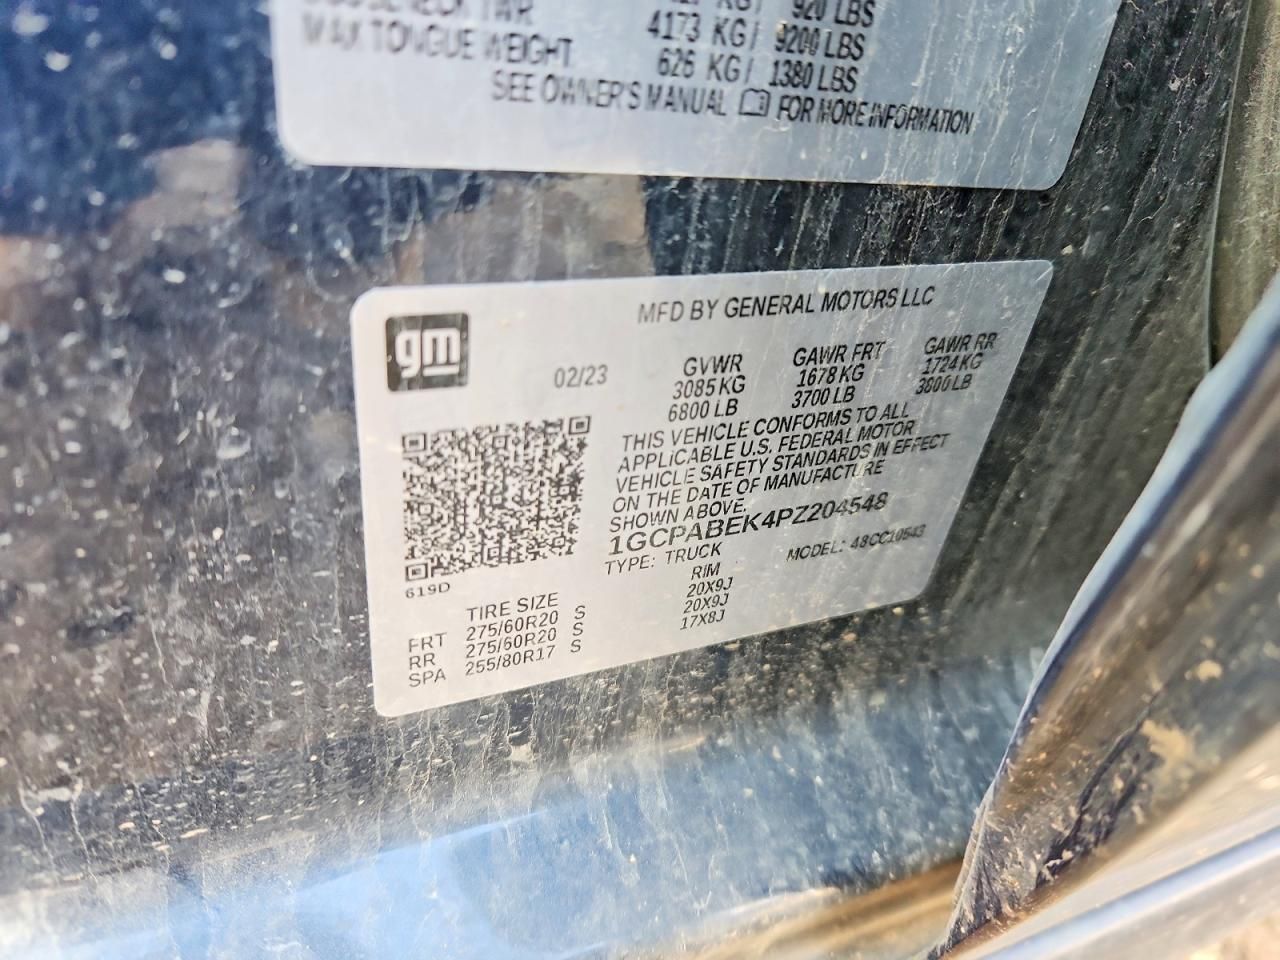 920 LBS
4173 KG/ 9200 LBS
MAX TONGUE WEIGHT 626 KG/ 1380 LBS
SEE OWNER'S MANUAL FOR MORE INFORMATION
gm
MFD BY GENERAL MOTORS LLC
02/23
GVWR GAWR FRT GAWR RR
3085 KG 1678 KG 1724 KG
6800 LB 3700 LB 3800 LB
THIS VEHICLE CONFORMS TO ALL
APPLICABLE U.S. FEDERAL MOTOR
VEHICLE SAFETY STANDARDS IN EFFECT
ON THE DATE OF MANUFACTURE
SHOWN ABOVE.
1GCPABEK4PZ204548
TYPE: TRUCK MODEL: 48CC10543
619D
TIRE SIZE RIM
FRT 275/60R20 S 20X9J
RR 275/60R20 S 20X9J
SPA 255/80R17 S 17X8J